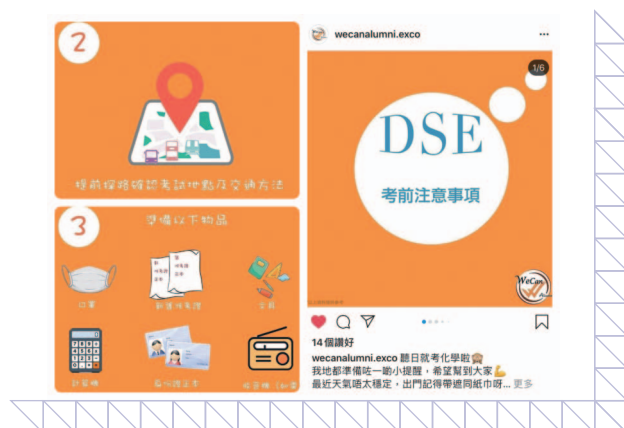 2
提前探路確認考試地點及交通方法
3
準備以下物品
口罩
准考證
文具
計算機
身份證正本
收音機
wecanalumni.exco
1/6
DSE
考前注意事項
WeCan
14 個讚好
wecanalumni.exco 聽日就考化學啦🙈
我地都準備咗一啲小提醒，希望幫到大家💪
最近天氣唔太穩定，出門記得帶遮同紙巾呀... 更多